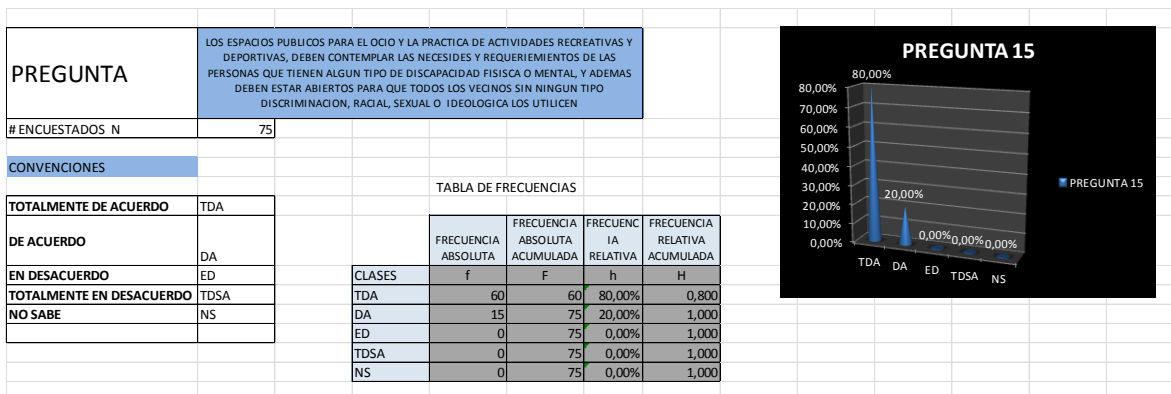 PREGUNTA
LOS ESPACIOS PUBLICOS PARA EL OCIO Y LA PRACTICA DE ACTIVIDADES RECREATIVAS Y
DEPORTIVAS, DEBEN CONTEMPLAR LAS NECESIDES Y REQUERIEMIENTOS DE LAS
PERSONAS QUE TIENEN ALGUN TIPO DE DISCAPACIDAD FISISCA O MENTAL, Y ADEMAS
DEBEN ESTAR ABIERTOS PARA QUE TODOS LOS VECINOS SIN NINGUN TIPO
DISCRIMINACION, RACIAL, SEXUAL O IDEOLOGICA LOS UTILICEN
# ENCUESTADOS N 75
CONVENCIONES
TOTALMENTE DE ACUERDO TDA
DE ACUERDO DA
EN DESACUERDO ED
TOTALMENTE EN DESACUERDO TDSA
NO SABE NS
TABLA DE FRECUENCIAS
FRECUENCIA
ABSOLUTA
FRECUENCIA
ABSOLUTA
ACUMULADA
FRECUENC
IA
RELATIVA
FRECUENCIA
RELATIVA
ACUMULADA
CLASES f F h H
TDA 60 60 80,00% 0,800
DA 15 75 20,00% 1,000
ED 0 75 0,00% 1,000
TDSA 0 75 0,00% 1,000
NS 0 75 0,00% 1,000
PREGUNTA 15
80,00%
70,00%
60,00%
50,00%
40,00%
30,00%
20,00%
10,00%
0,00%
80,00%
20,00%
0,00%
0,00%
0,00%
TDA DA ED TDSA NS
PREGUNTA 15